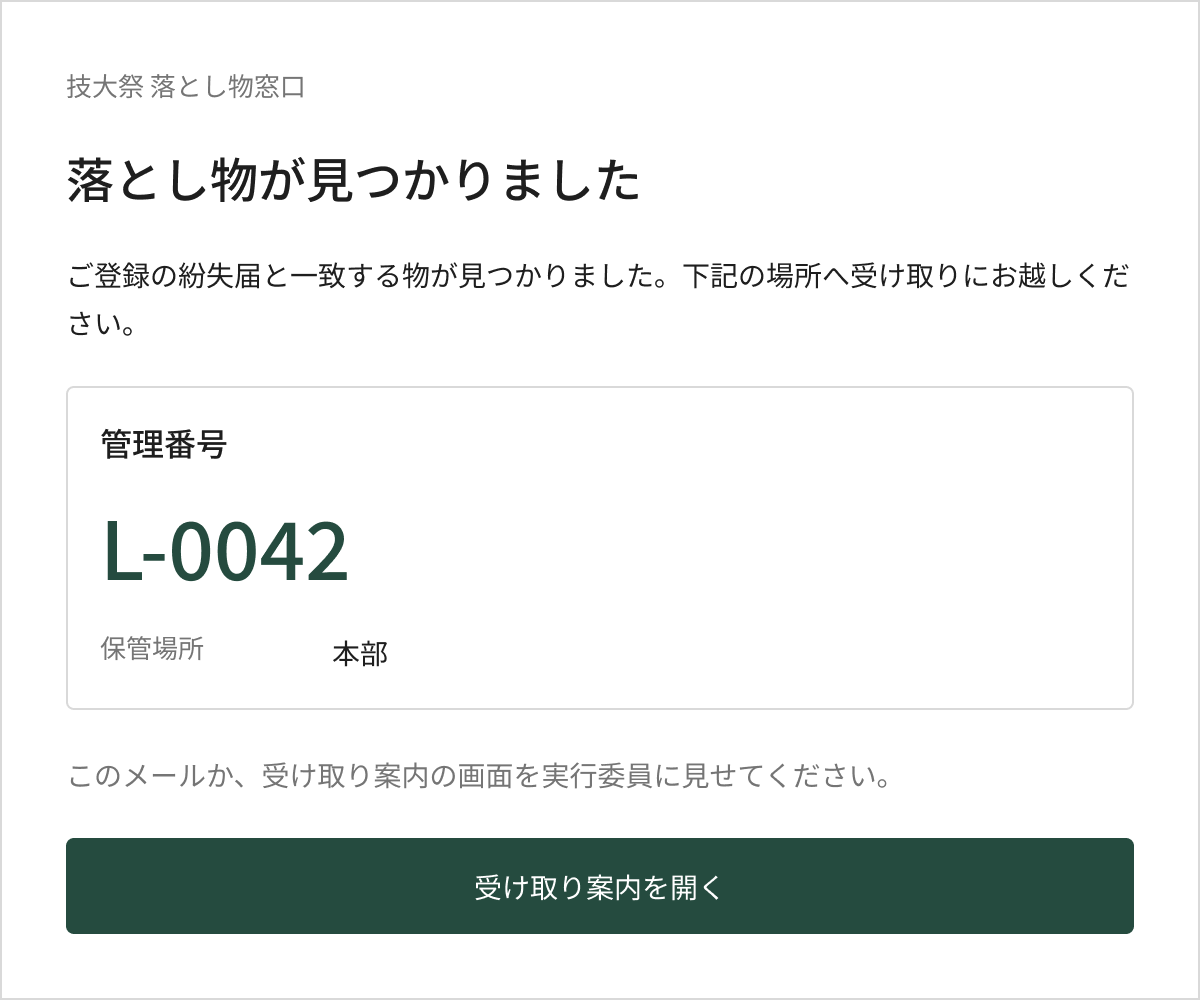 技大祭 落とし物窓口
落とし物が見つかりました
ご登録の紛失届と一致する物が見つかりました。下記の場所へ受け取りにお越しくだ
さい。
管理番号
L-0042
保管場所 本部
このメールか、受け取り案内の画面を実行委員に見せてください。
受け取り案内を開く